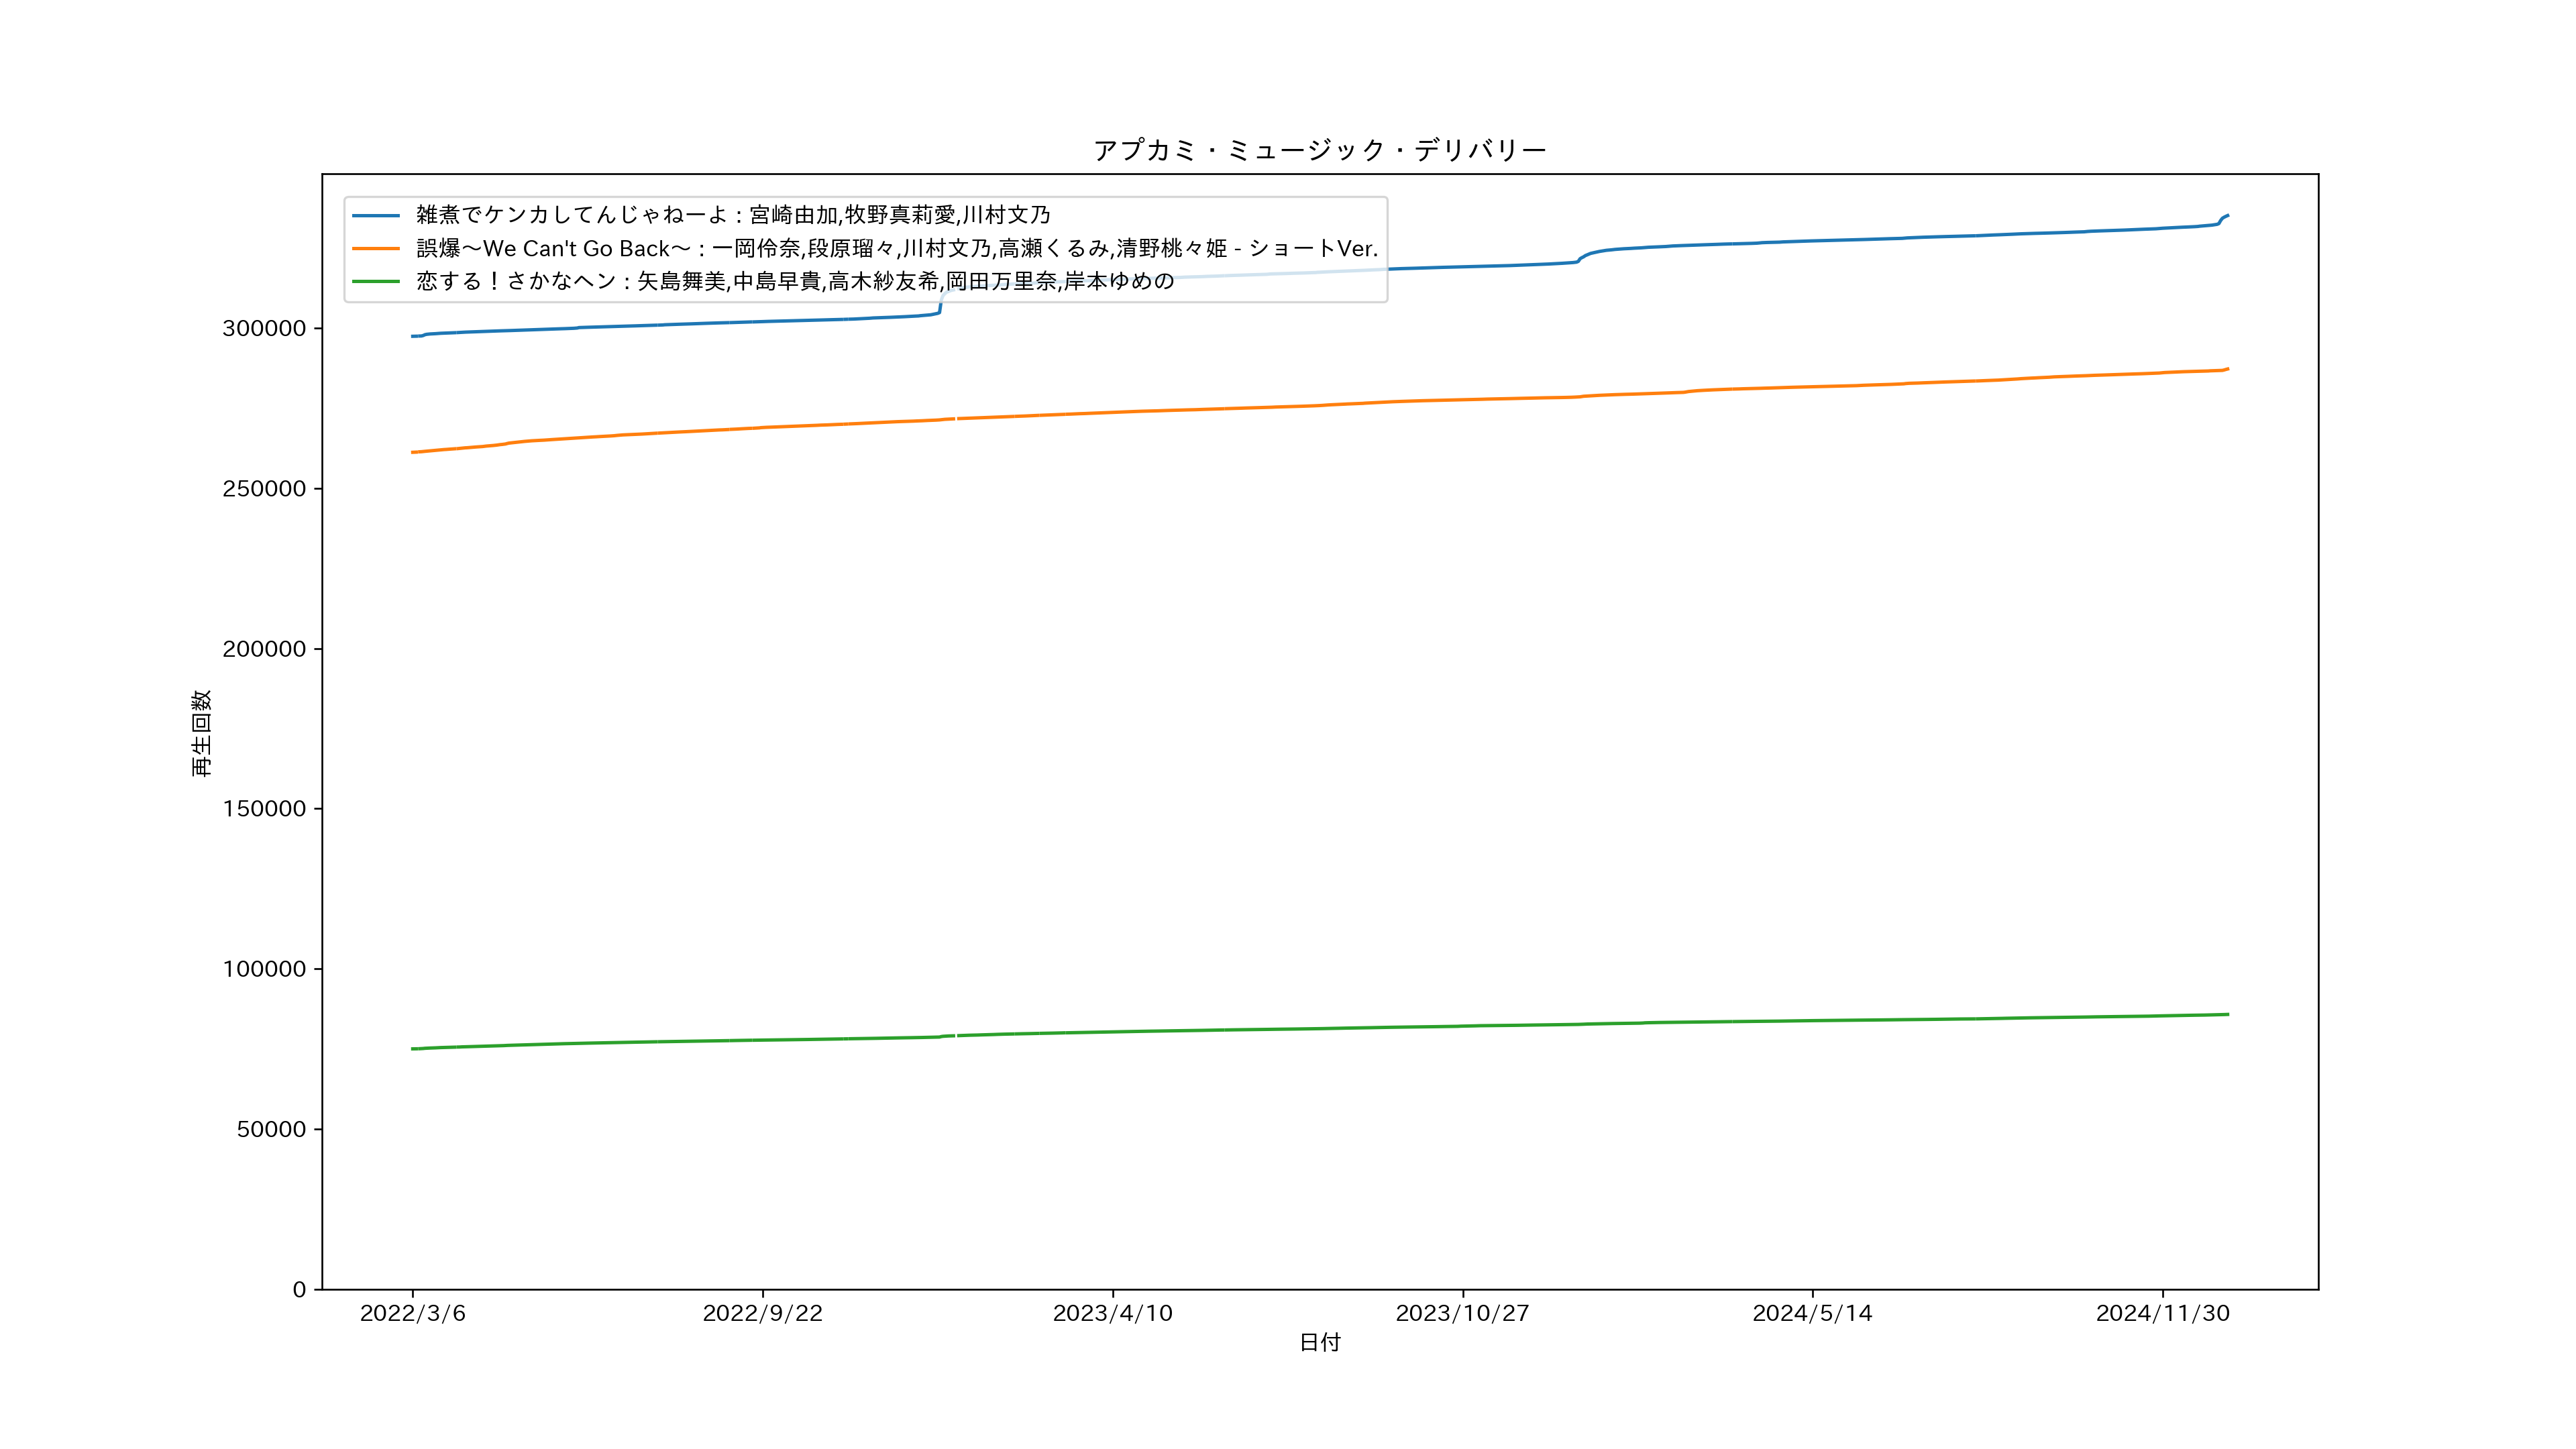 アプカミ・ミュージック・デリバリー
雑煮でケンカしてんじゃねーよ : 宮崎由加,牧野真莉愛,川村文乃
誤爆～We Can't Go Back～ : 一岡伶奈,段原瑠々,川村文乃,高瀬くるみ,清野桃々姫 - ショートVer.
恋する！さかなヘン : 矢島舞美,中島早貴,高木紗友希,岡田万里奈,岸本ゆめの
300000
250000
200000
150000
100000
50000
0
再生回数
2022/3/6
2022/9/22
2023/4/10
2023/10/27
2024/5/14
2024/11/30
日付